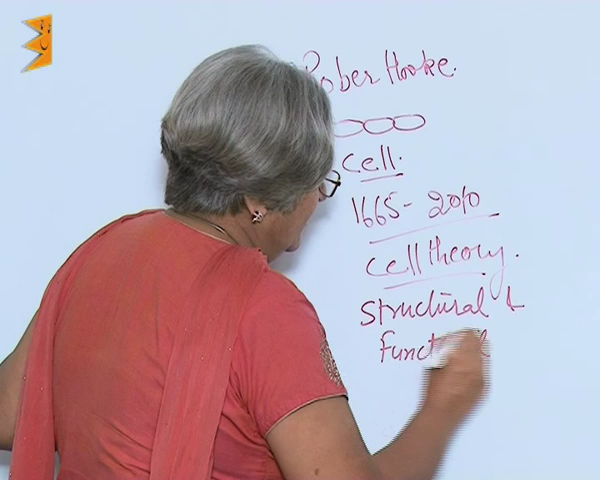 Rober Hooke.
cell.
1665 - 2010
cell theory.
Structural &